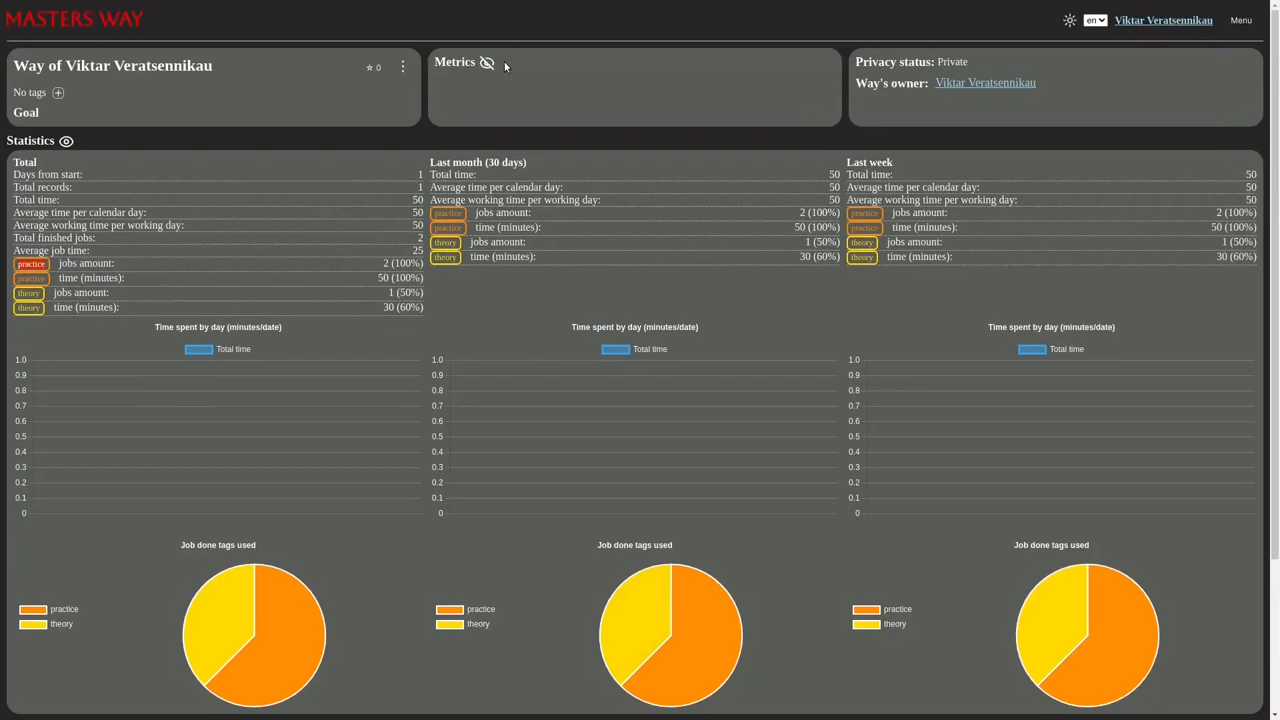 MASTERS WAY
en
Viktar Veratsennikau
Menu
Way of Viktar Veratsennikau
0
No tags
Goal
Metrics
Privacy status: Private
Way's owner: Viktar Veratsennikau
Statistics
Total
Days from start: 1
Total records: 1
Total time: 50
Average time per calendar day: 50
Average working time per working day: 50
Total finished jobs: 2
Average job time: 25
practice jobs amount: 2 (100%)
practice time (minutes): 50 (100%)
theory jobs amount: 1 (50%)
theory time (minutes): 30 (60%)
Last month (30 days)
Total time: 50
Average time per calendar day: 50
Average working time per working day: 50
practice jobs amount: 2 (100%)
practice time (minutes): 50 (100%)
theory jobs amount: 1 (50%)
theory time (minutes): 30 (60%)
Last week
Total time: 50
Average time per calendar day: 50
Average working time per working day: 50
practice jobs amount: 2 (100%)
practice time (minutes): 50 (100%)
theory jobs amount: 1 (50%)
theory time (minutes): 30 (60%)
Time spent by day (minutes/date)
Total time
1.0
0.9
0.8
0.7
0.6
0.5
0.4
0.3
0.2
0.1
0
Time spent by day (minutes/date)
Total time
1.0
0.9
0.8
0.7
0.6
0.5
0.4
0.3
0.2
0.1
0
Time spent by day (minutes/date)
Total time
1.0
0.9
0.8
0.7
0.6
0.5
0.4
0.3
0.2
0.1
0
Job done tags used
practice
theory
Job done tags used
practice
theory
Job done tags used
practice
theory